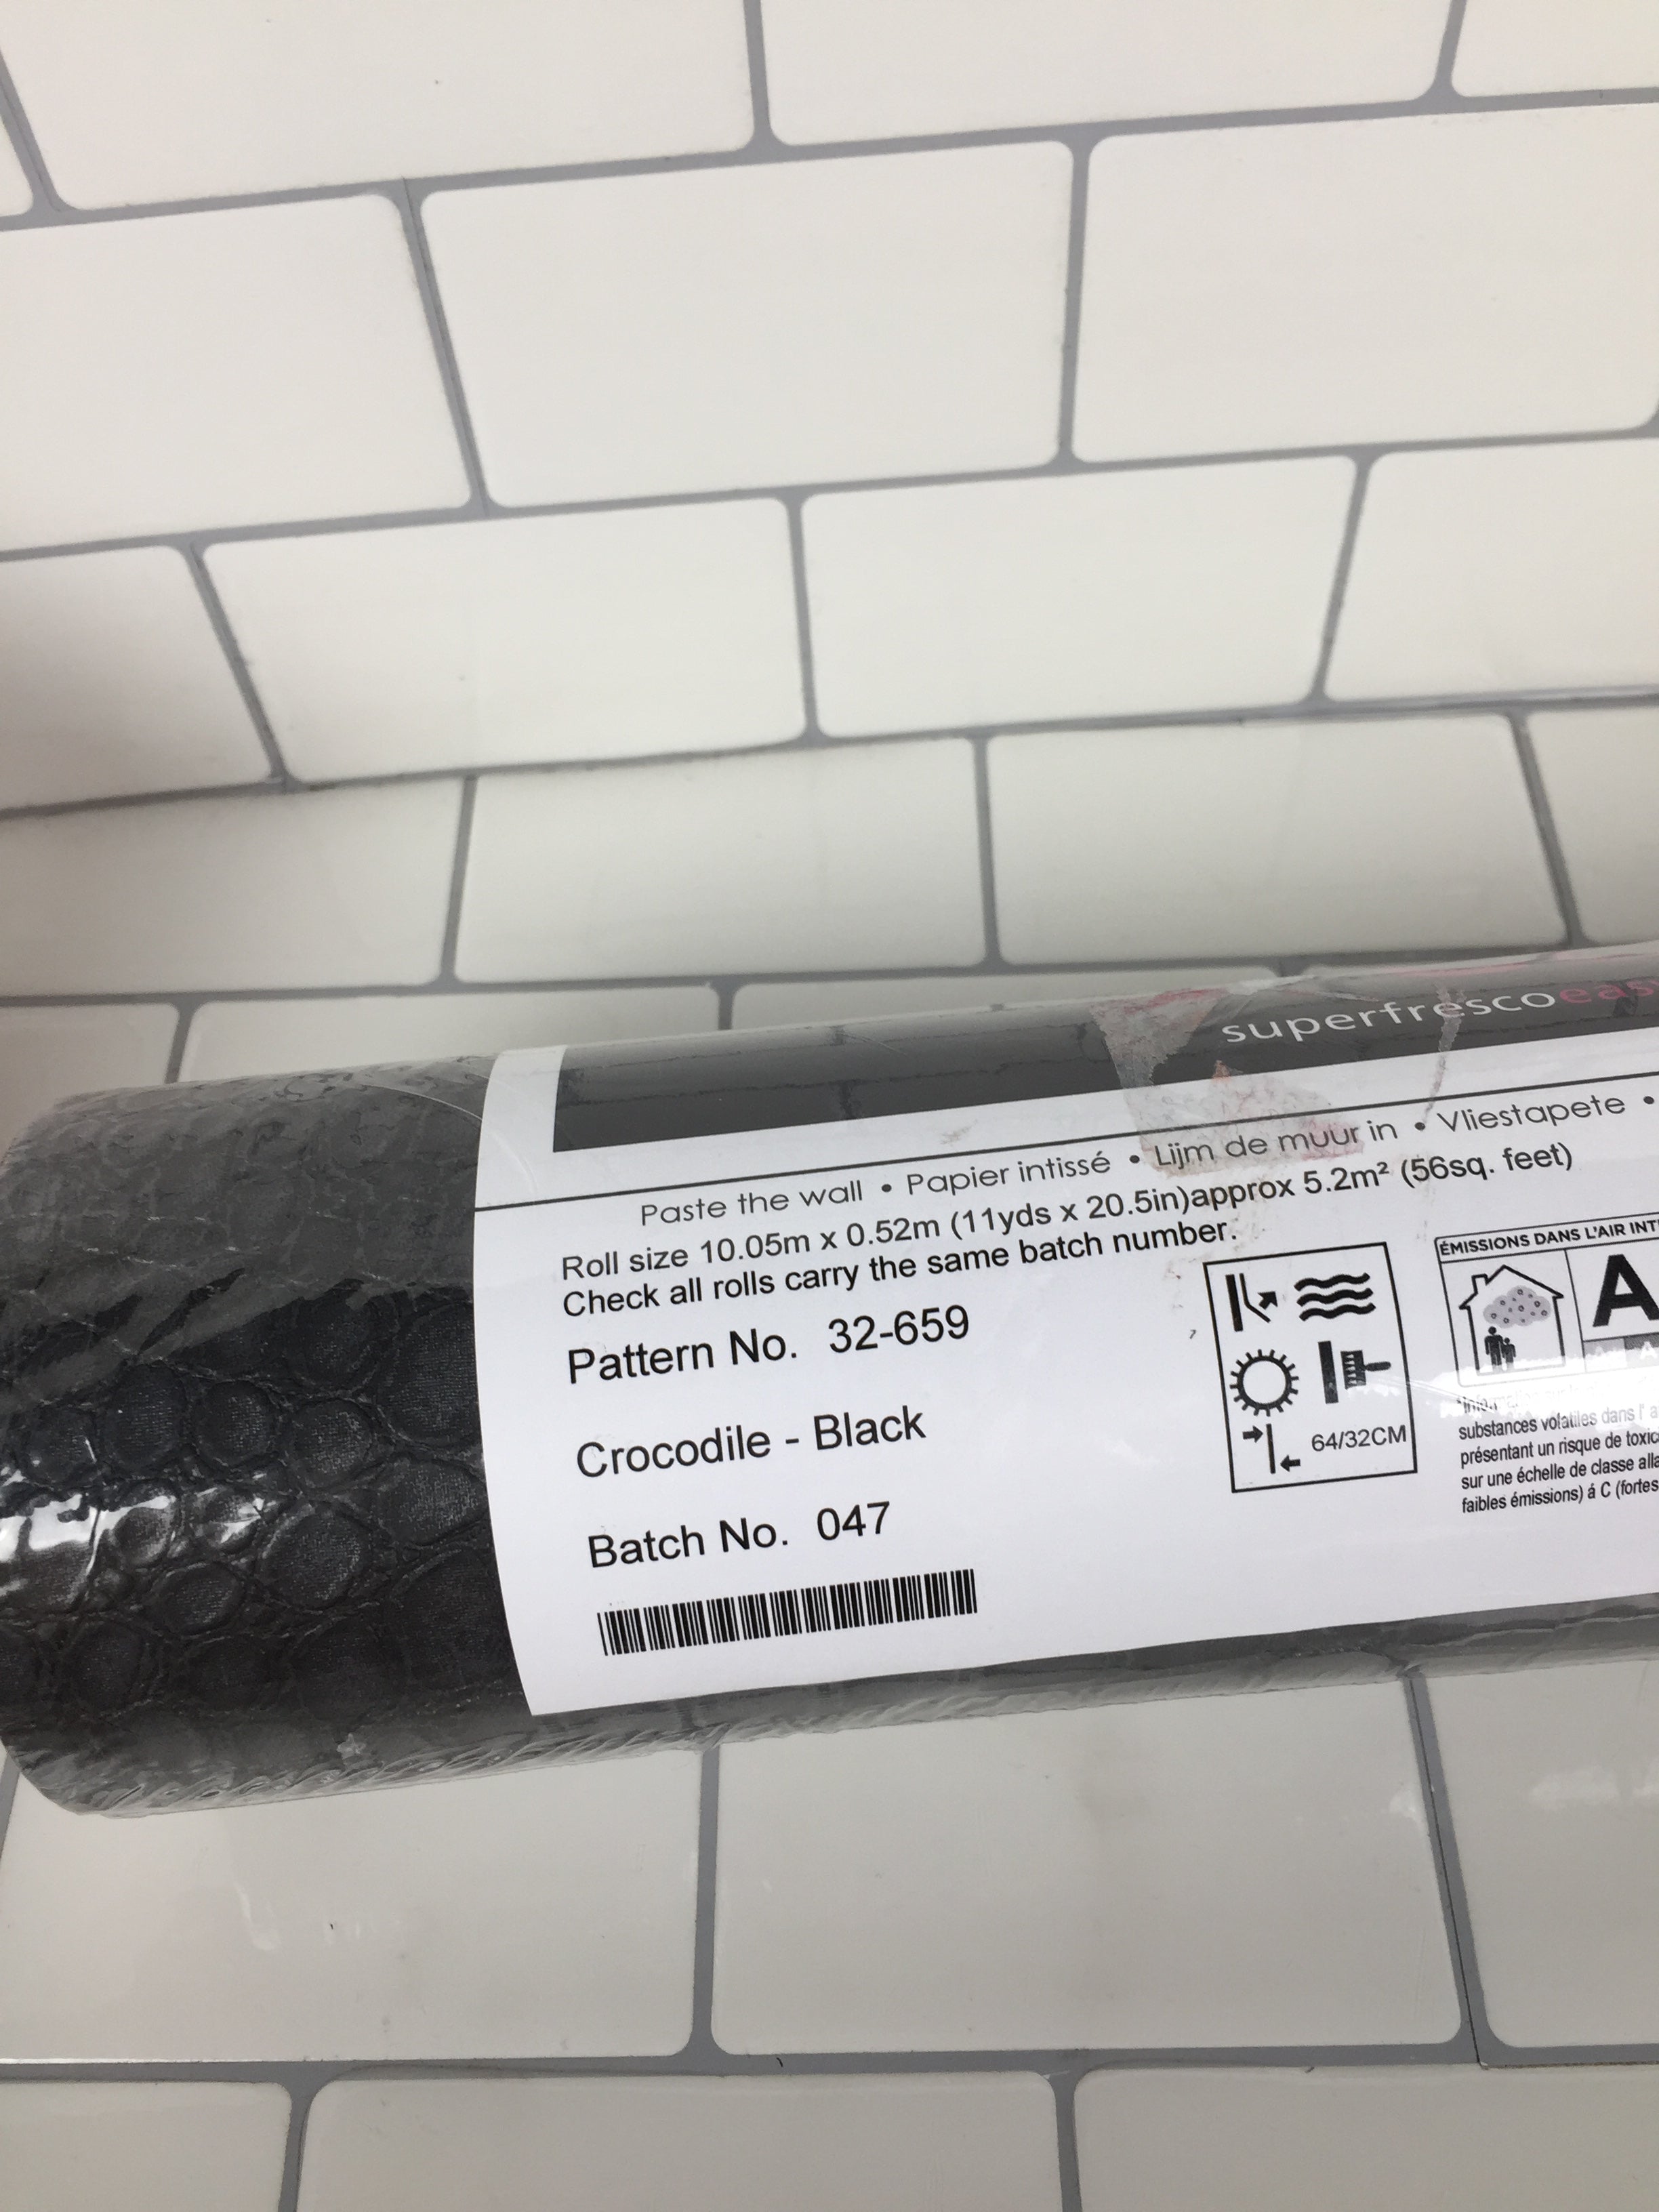 superfrescoeas
Paste the wall • Papier intissé • Lijm de muur in • Vliestapete •
Roll size 10.05m x 0.52m (11yds x 20.5in)approx 5.2m² (56sq. feet)
Check all rolls carry the same batch number.
Pattern No. 32-659
Crocodile - Black
Batch No. 047
64/32CM
ÉMISSIONS DANS L'AIR INT
A
substances volatiles dans l' a
présentant un risque de toxic
sur une échelle de classe alla
faibles émissions) á C (fortes